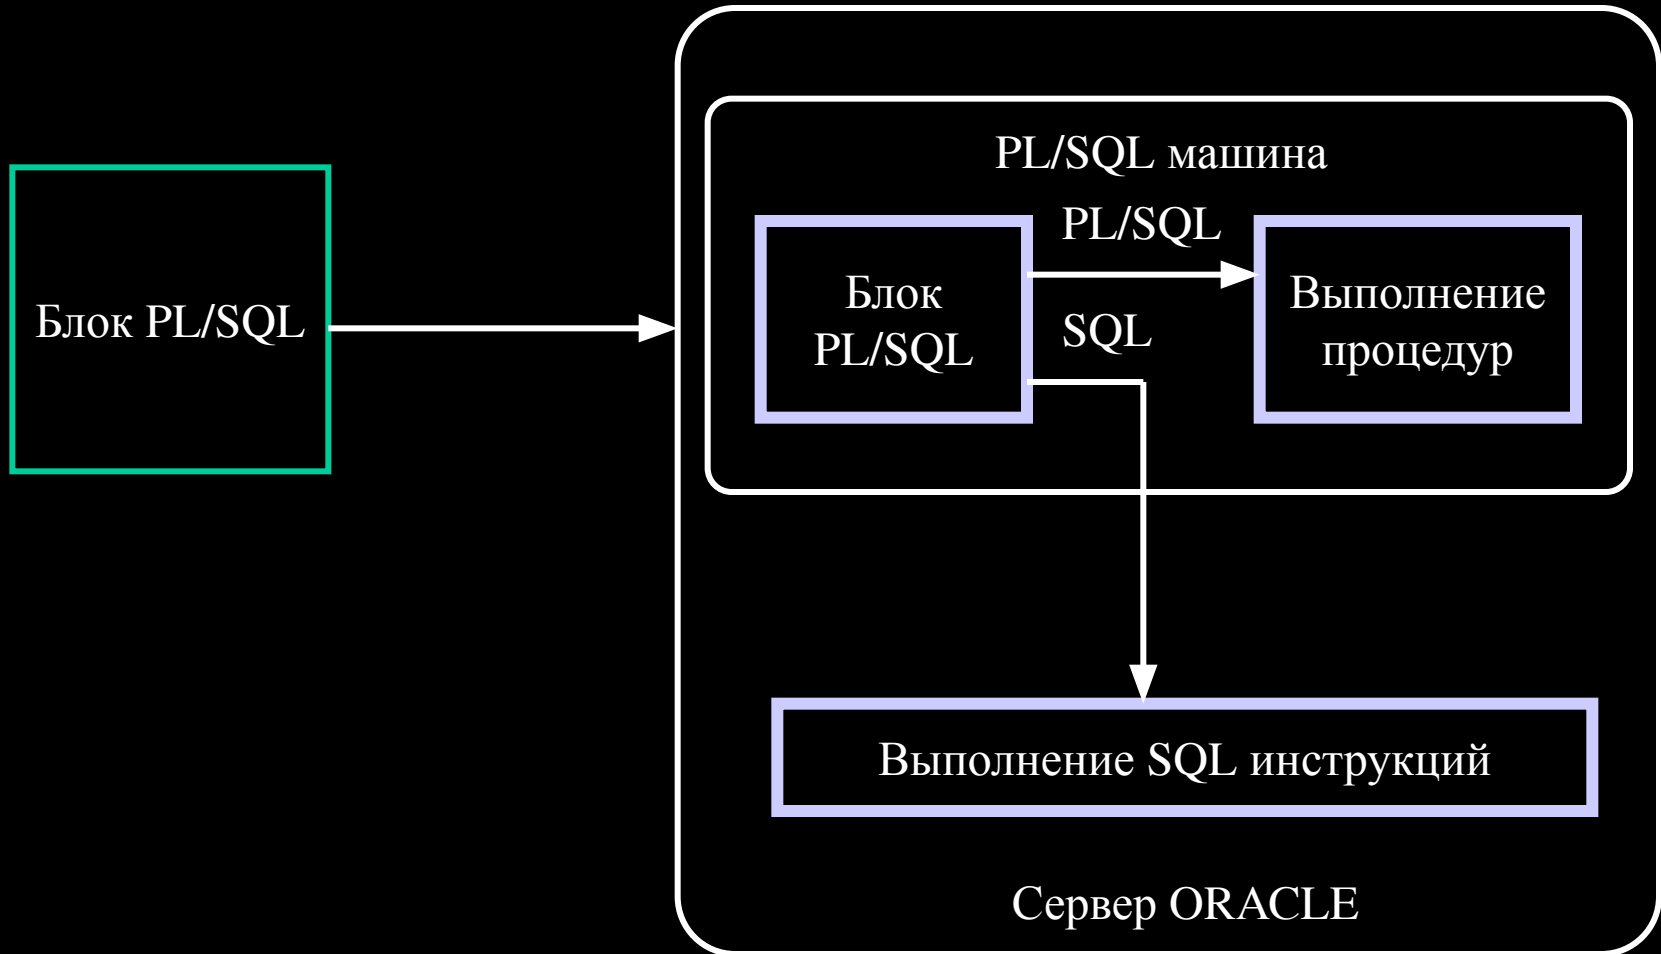 Блок PL/SQL
PL/SQL машина
PL/SQL
Блок
PL/SQL
SQL
Выполнение
процедур
Выполнение SQL инструкций
Сервер ORACLE